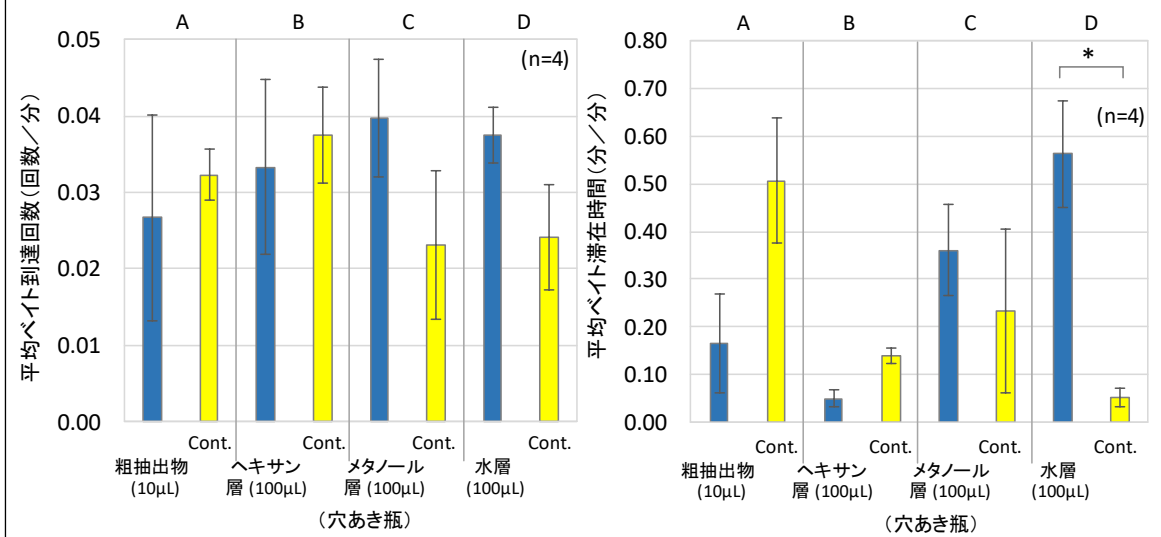 A B C D
平均ベイト到達回数(回数/分)
0.05
0.04
0.03
0.02
0.01
0.00
(n=4)
Cont. Cont. Cont. Cont.
粗抽出物 ヘキサン メタノール 水層
(10μL) 層 (100μL) 層 (100μL) (100μL)
(穴あき瓶)
A B C D
平均ベイト滞在時間(分/分)
0.80
0.70
0.60
0.50
0.40
0.30
0.20
0.10
0.00
*
(n=4)
Cont. Cont. Cont. Cont.
粗抽出物 ヘキサン メタノール 水層
(10μL) 層 (100μL) 層 (100μL) (100μL)
(穴あき瓶)